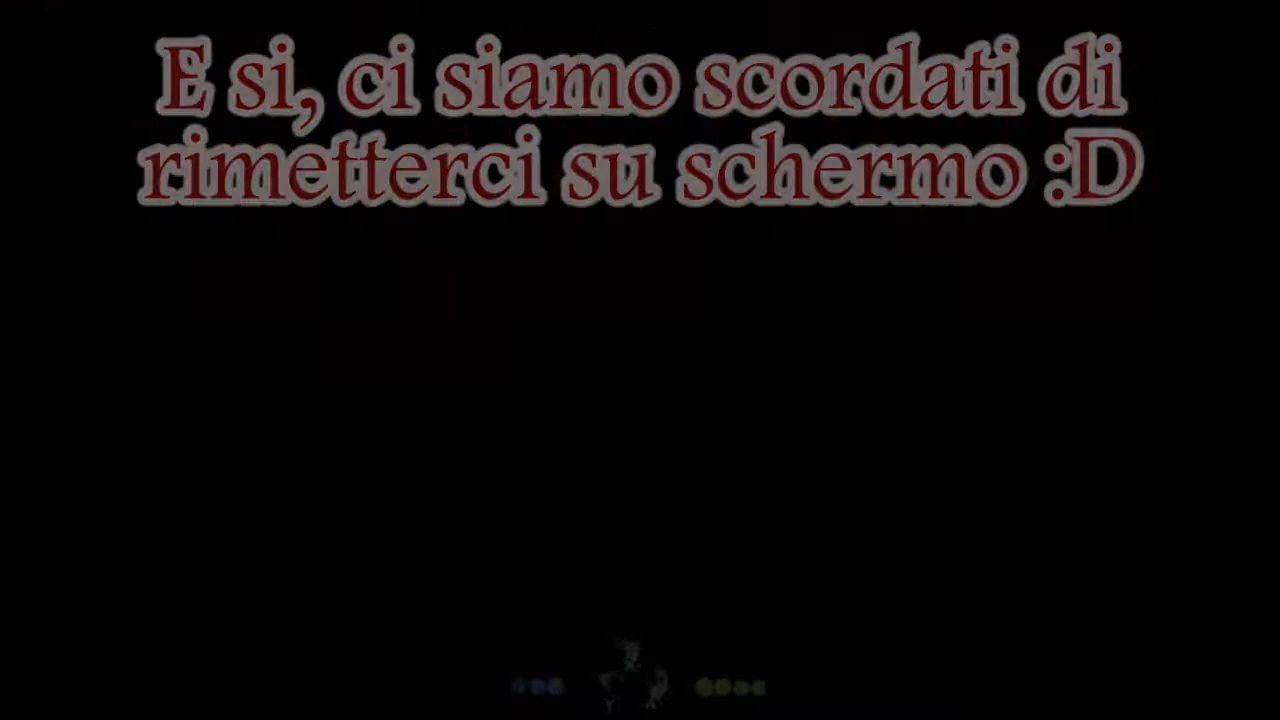 E si, ci siamo scordati di
rimetterci su schermo :D